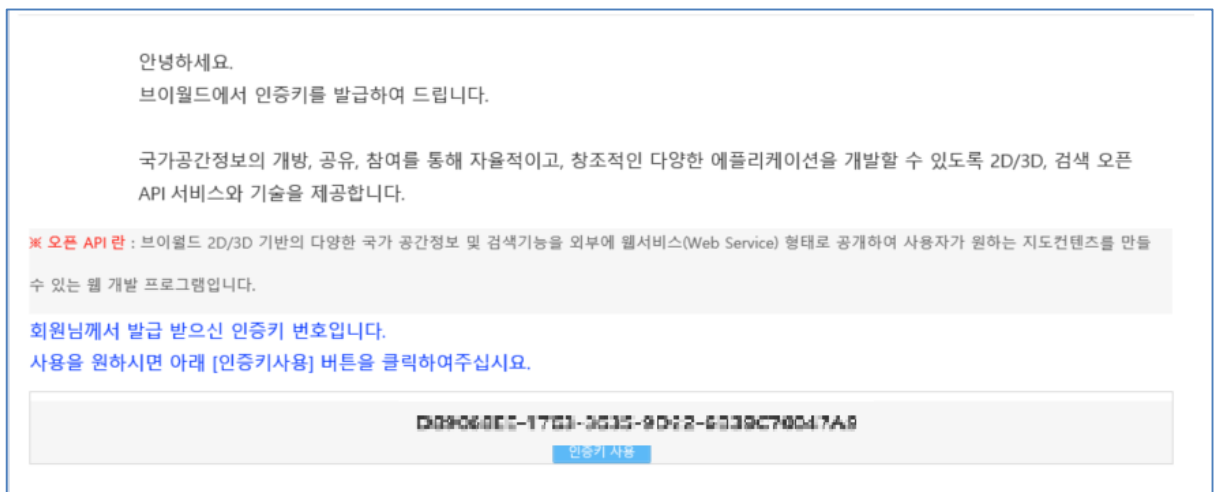 안녕하세요.
브이월드에서 인증키를 발급하여 드립니다.
국가공간정보의 개방, 공유, 참여를 통해 자율적이고, 창조적인 다양한 에플리케이션을 개발할 수 있도록 2D/3D, 검색 오픈
API 서비스와 기술을 제공합니다.
※ 오픈 API 란 : 브이월드 2D/3D 기반의 다양한 국가 공간정보 및 검색기능을 외부에 웹서비스(Web Service) 형태로 공개하여 사용자가 원하는 지도컨텐츠를 만들
수 있는 웹 개발 프로그램입니다.
회원님께서 발급 받으신 인증키 번호입니다.
사용을 원하시면 아래 [인증키사용] 버튼을 클릭하여주십시요.
인증키 사용